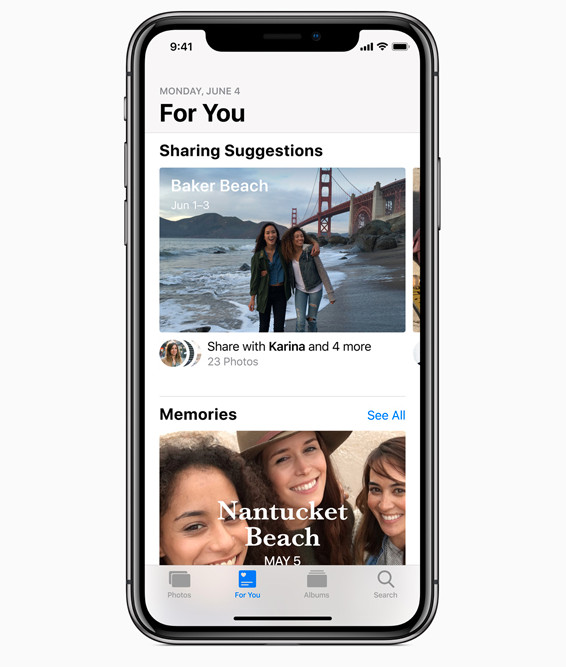 9:41
MONDAY, JUNE 4
For You
Sharing Suggestions
Baker Beach
Jun 1–3
Share with Karina and 4 more
23 Photos
Memories
See All
Nantucket
Beach
MAY 5
Photos
For You
Albums
Search